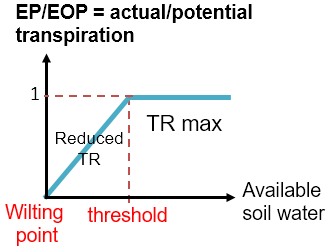 EP/EOP = actual/potential
transpiration
1
Reduced
TR
TR max
Available
soil water
Wilting
point
threshold